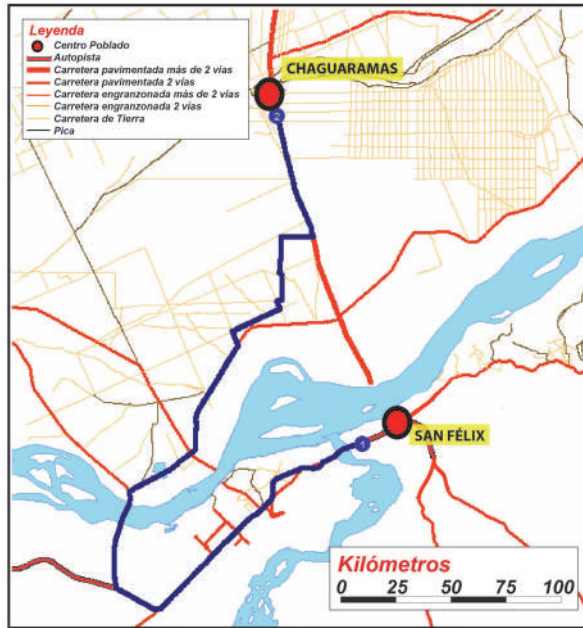 Leyenda
Centro Poblado
Autopista
Carretera pavimentada más de 2 vías
Carretera pavimentada 2 vías
Carretera engranzonada más de 2 vías
Carretera engranzonada 2 vías
Carretera de Tierra
Pica
CHAGUARAMAS
2
SAN FÉLIX
1
Kilómetros
0 25 50 75 100